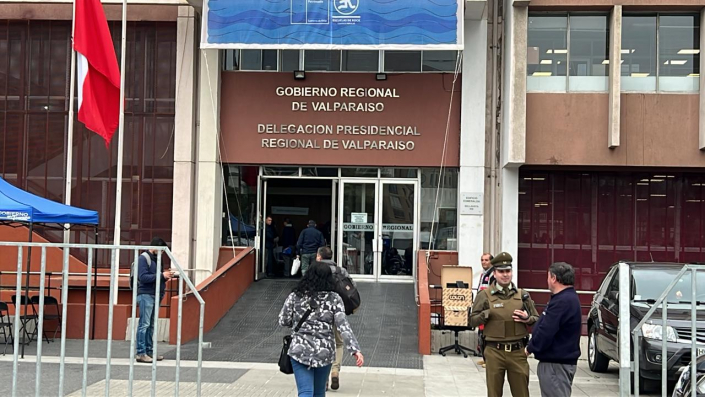 GOBIERNO REGIONAL
DE VALPARAISO
DELEGACION PRESIDENCIAL
REGIONAL DE VALPARAISO
GOBIERNO REGIONAL